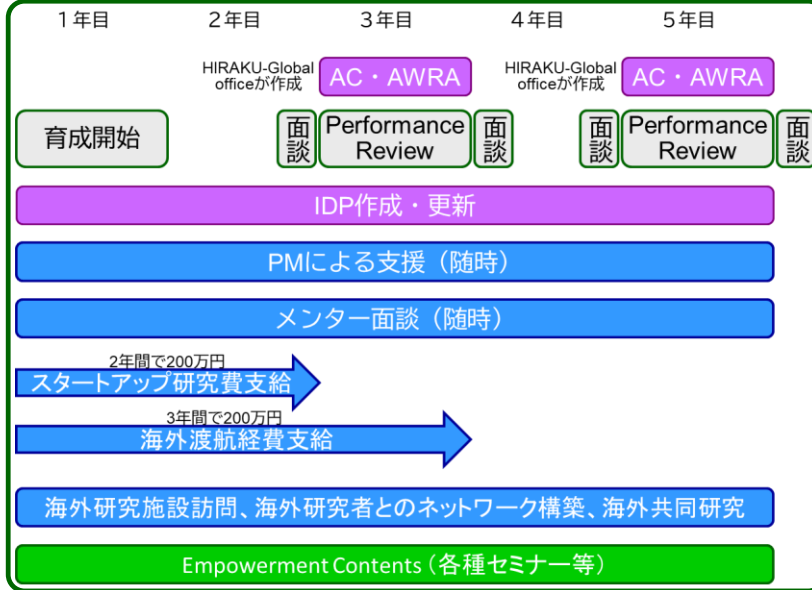 1年目 2年目 3年目 4年目 5年目
HIRAKU-Global
officeが作成
AC・AWRA
HIRAKU-Global
officeが作成
AC・AWRA
育成開始
面談
Performance
Review
面談
面談
Performance
Review
面談
IDP作成・更新
PMによる支援（随時）
メンター面談（随時）
2年間で200万円
スタートアップ研究費支給
3年間で200万円
海外渡航経費支給
海外研究施設訪問、海外研究者とのネットワーク構築、海外共同研究
Empowerment Contents（各種セミナー等）